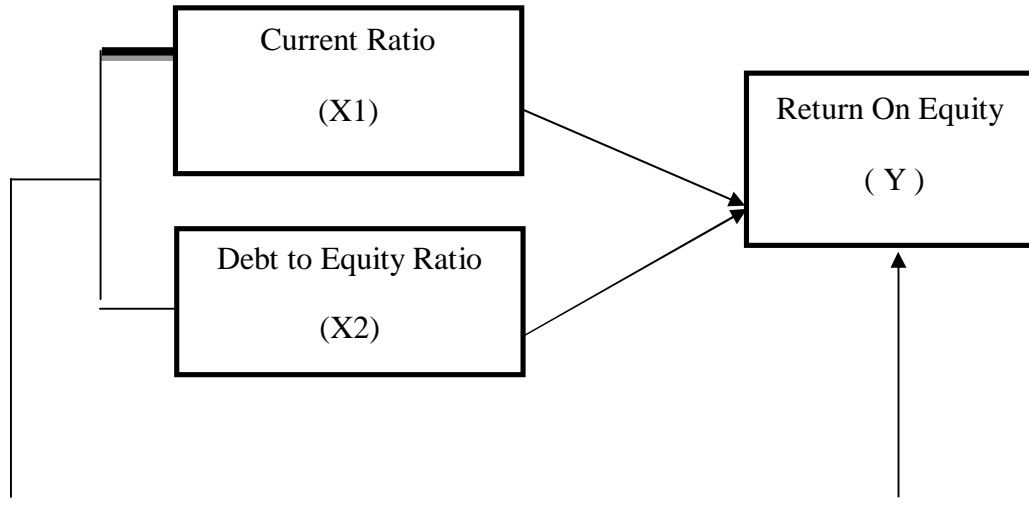 Current Ratio
(X1)
Return On Equity
( Y )
Debt to Equity Ratio
(X2)